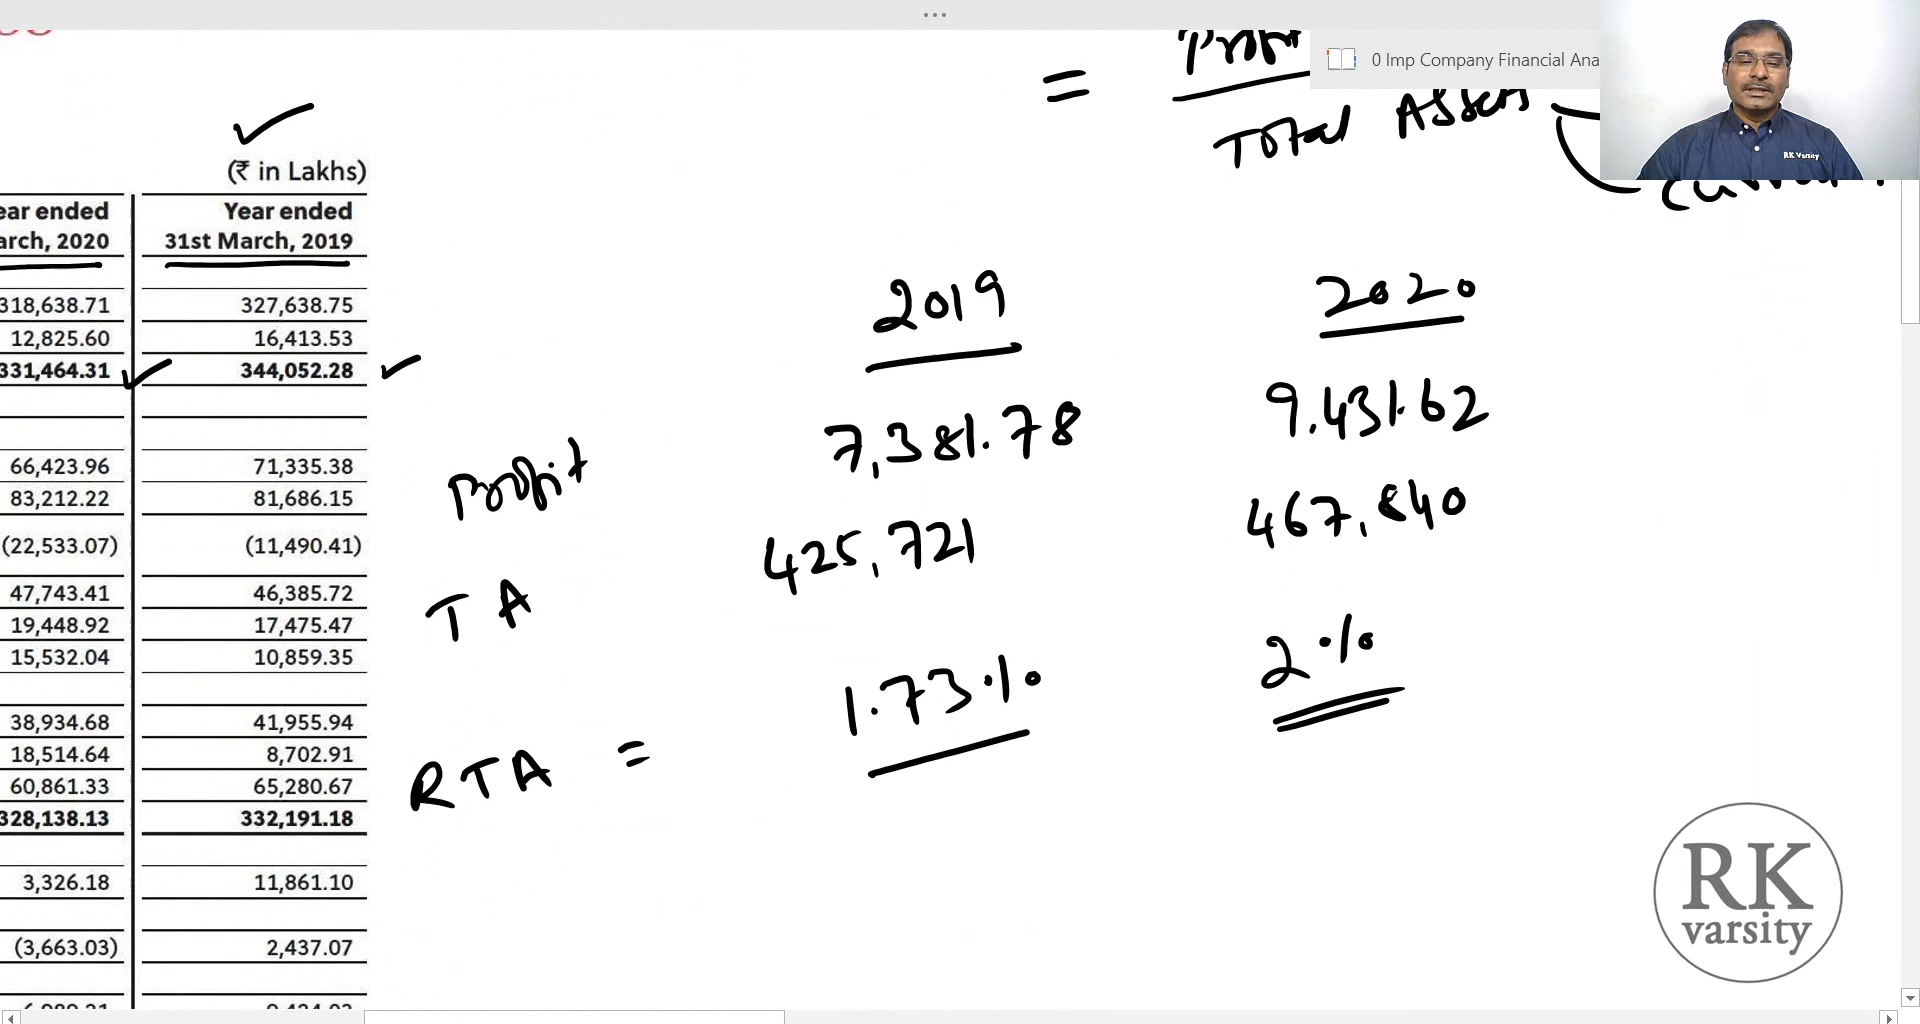 0 Imp Company Financial Ana
=
Total Assets
(₹ in Lakhs)
ear ended Year ended
arch, 2020 31st March, 2019
318,638.71 327,638.75
12,825.60 16,413.53
331,464.31 344,052.28
66,423.96 71,335.38
83,212.22 81,686.15
(22,533.07) (11,490.41)
47,743.41 46,385.72
19,448.92 17,475.47
15,532.04 10,859.35
38,934.68 41,955.94
18,514.64 8,702.91
60,861.33 65,280.67
328,138.13 332,191.18
3,326.18 11,861.10
(3,663.03) 2,437.07
2019 2020
Profit 7,381.78 9,431.62
TA 425,721 467,840
RTA = 1.73% 2%
RK Varsity
RK
varsity